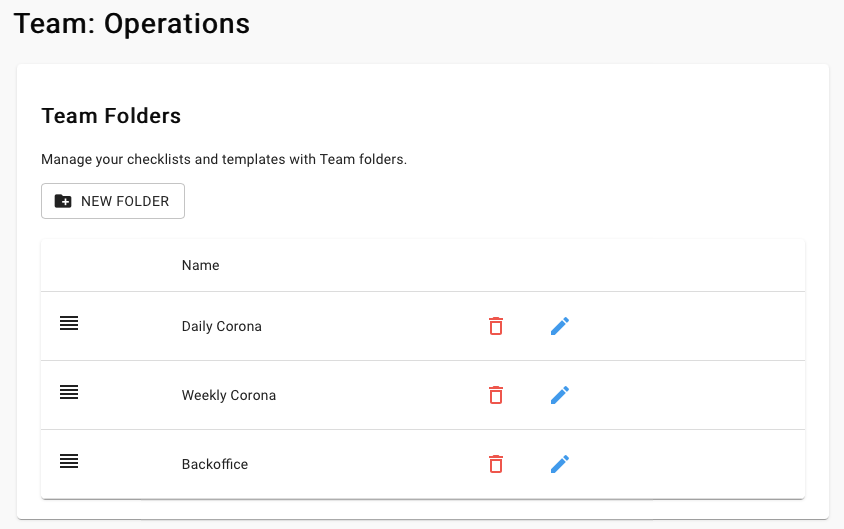 Team: Operations
Team Folders
Manage your checklists and templates with Team folders.
NEW FOLDER
Name
Daily Corona
Weekly Corona
Backoffice